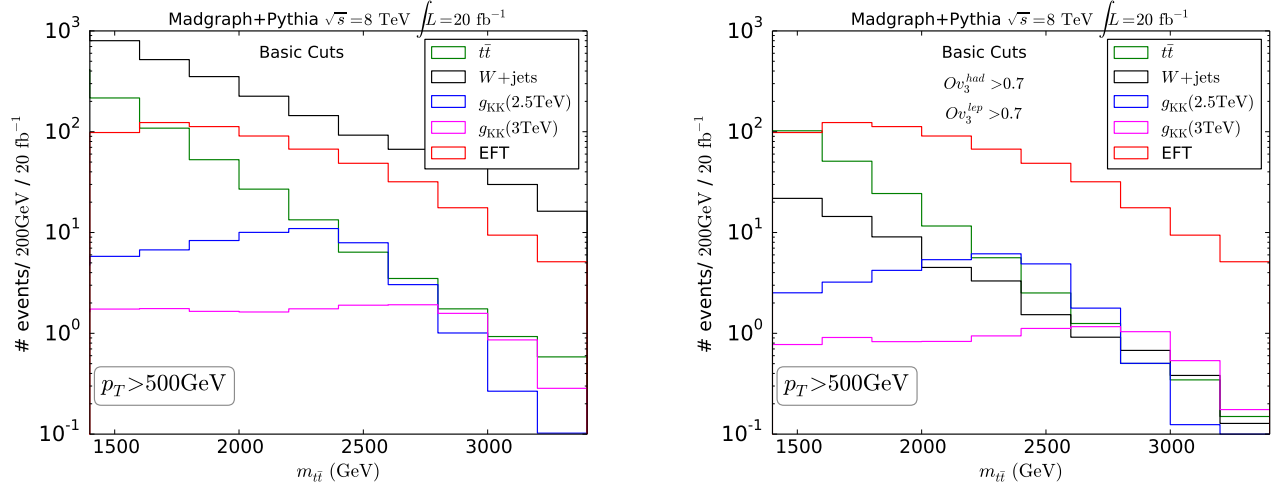 Madgraph+Pythia √s =8 TeV ∫L=20 fb⁻¹
# events/ 200GeV / 20 fb⁻¹
10³
10²
10¹
10⁰
10⁻¹
Basic Cuts
tt̄
W+jets
g_KK(2.5TeV)
g_KK(3TeV)
EFT
p_T>500GeV
1500 2000 2500 3000
m_tt̄ (GeV)
Madgraph+Pythia √s =8 TeV ∫L=20 fb⁻¹
# events/ 200GeV / 20 fb⁻¹
10³
10²
10¹
10⁰
10⁻¹
Basic Cuts
Ov₃ʰᵃᵈ >0.7
Ov₃ˡᵉᵖ >0.7
tt̄
W+jets
g_KK(2.5TeV)
g_KK(3TeV)
EFT
p_T>500GeV
1500 2000 2500 3000
m_tt̄ (GeV)